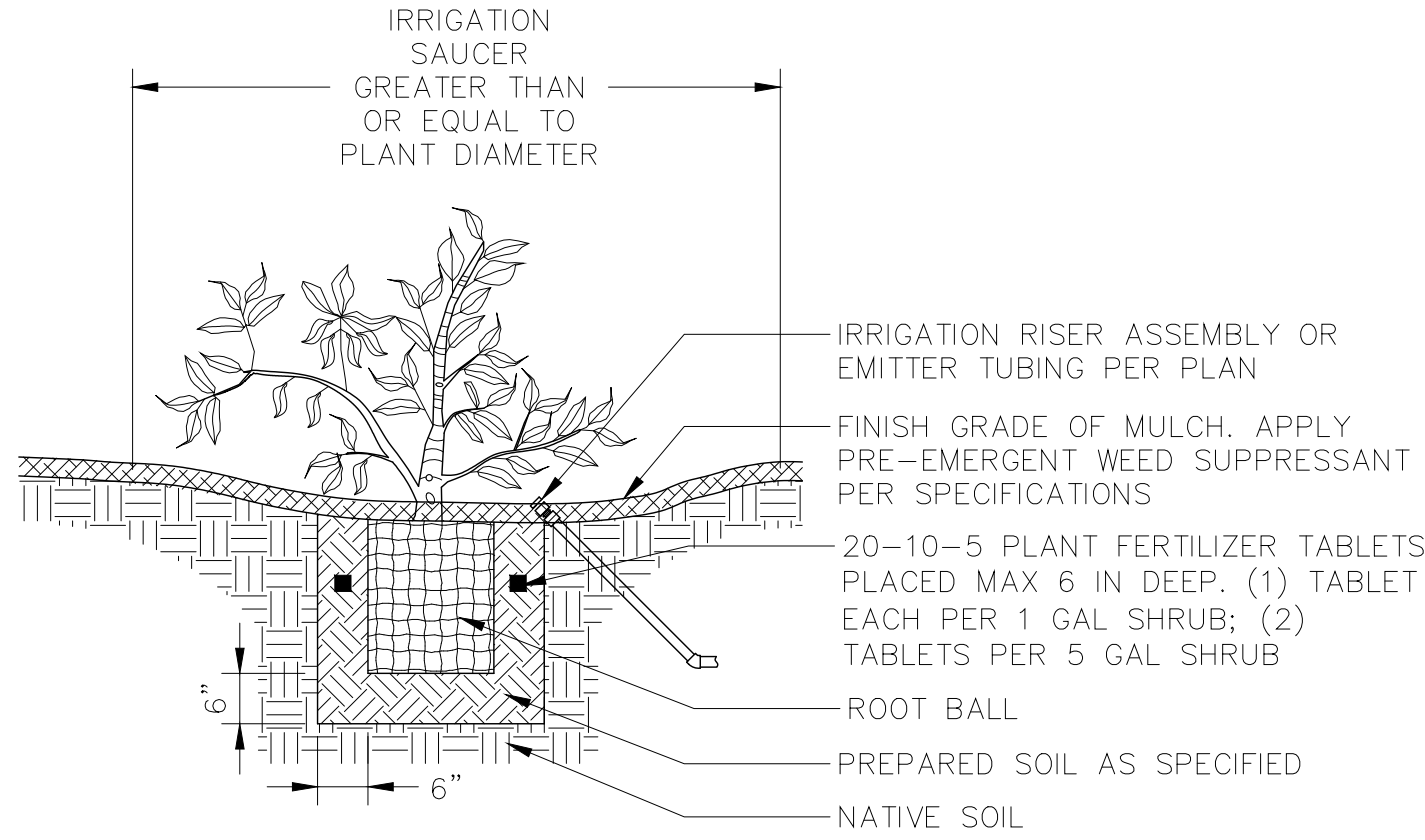 IRRIGATION
SAUCER
GREATER THAN
OR EQUAL TO
PLANT DIAMETER
IRRIGATION RISER ASSEMBLY OR
EMITTER TUBING PER PLAN
FINISH GRADE OF MULCH. APPLY
PRE-EMERGENT WEED SUPPRESSANT
PER SPECIFICATIONS
20-10-5 PLANT FERTILIZER TABLETS
PLACED MAX 6 IN DEEP. (1) TABLET
EACH PER 1 GAL SHRUB; (2)
TABLETS PER 5 GAL SHRUB
ROOT BALL
PREPARED SOIL AS SPECIFIED
NATIVE SOIL
6"
6"